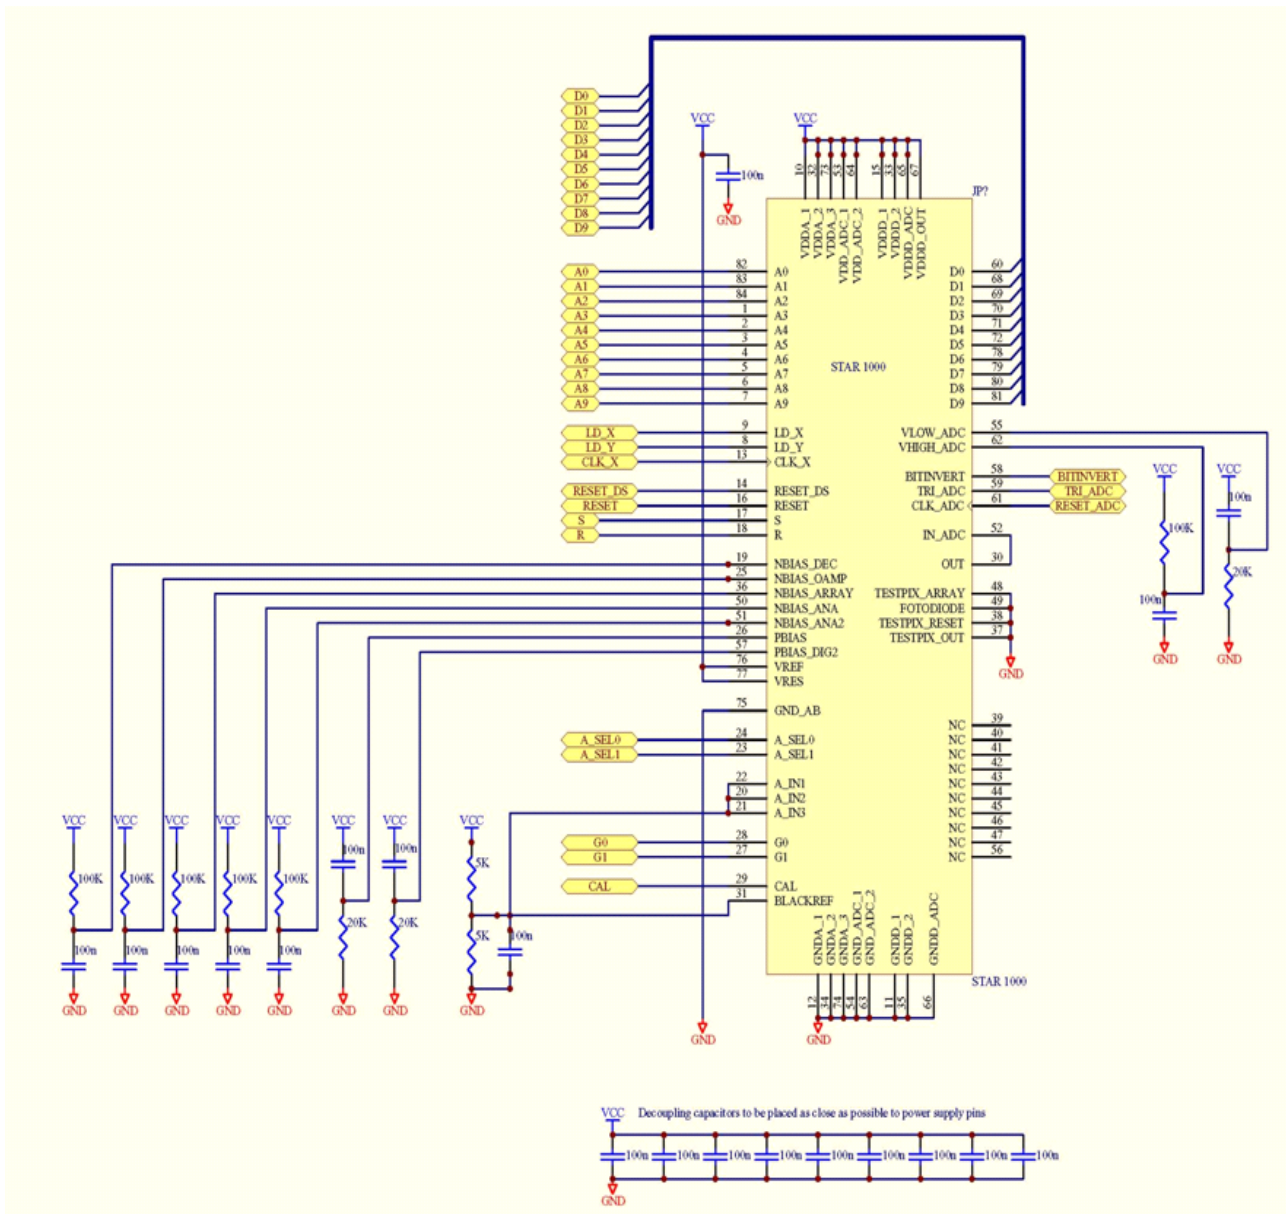 D0
D1
D2
D3
D4
D5
D6
D7
D8
D9
VCC
100n
GND
VCC
10 32 73 53 64 15 33 65 67
JP?
VDDA_1
VDDA_2
VDDA_3
VDD_ADC_1
VDD_ADC_2
VDDD_1
VDDD_2
VDDD_ADC
VDDD_OUT
A0 82 A0
A1 83 A1
A2 84 A2
A3 1 A3
A4 2 A4
A5 3 A5
A6 4 A6
A7 5 A7
A8 6 A8
A9 7 A9
STAR 1000
D0 60
D1 68
D2 69
D3 70
D4 71
D5 72
D6 78
D7 79
D8 80
D9 81
LD_X 9 LD_X
LD_Y 8 LD_Y
CLK_X 13 CLK_X
RESET_DS 14 RESET_DS
RESET 16 RESET
S 17 S
R 18 R
19 NBIAS_DEC
25 NBIAS_OAMP
36 NBIAS_ARRAY
50 NBIAS_ANA
51 NBIAS_ANA2
26 PBIAS
57 PBIAS_DIG2
76 VREF
77 VRES
75 GND_AB
A_SEL0 24 A_SEL0
A_SEL1 23 A_SEL1
22 A_IN1
20 A_IN2
21 A_IN3
G0 28 G0
G1 27 G1
CAL 29 CAL
31 BLACKREF
VLOW_ADC 55
VHIGH_ADC 62
BITINVERT 58 BITINVERT
TRI_ADC 59 TRI_ADC
CLK_ADC 61 RESET_ADC
IN_ADC 52
OUT 30
TESTPIX_ARRAY 48
FOTODIODE 49
TESTPIX_RESET 38
TESTPIX_OUT 37
GND
VCC
100K
100n
GND
VCC
100n
20K
GND
NC 39
NC 40
NC 41
NC 42
NC 43
NC 44
NC 45
NC 46
NC 47
NC 56
VCC
100K
100n
GND
VCC
100K
100n
GND
VCC
100K
100n
GND
VCC
100K
100n
GND
VCC
100K
100n
GND
VCC
100n
20K
GND
VCC
100n
20K
GND
VCC
5K
5K
100n
GND
GND
GNDA_1
GNDA_2
GNDA_3
GND_ADC_1
GND_ADC_2
GNDD_1
GNDD_2
GNDD_ADC
12 34 74 54 63 11 35 66
GND
STAR 1000
VCC Decoupling capacitors to be placed as close as possible to power supply pins
100n 100n 100n 100n 100n 100n 100n 100n 100n
GND